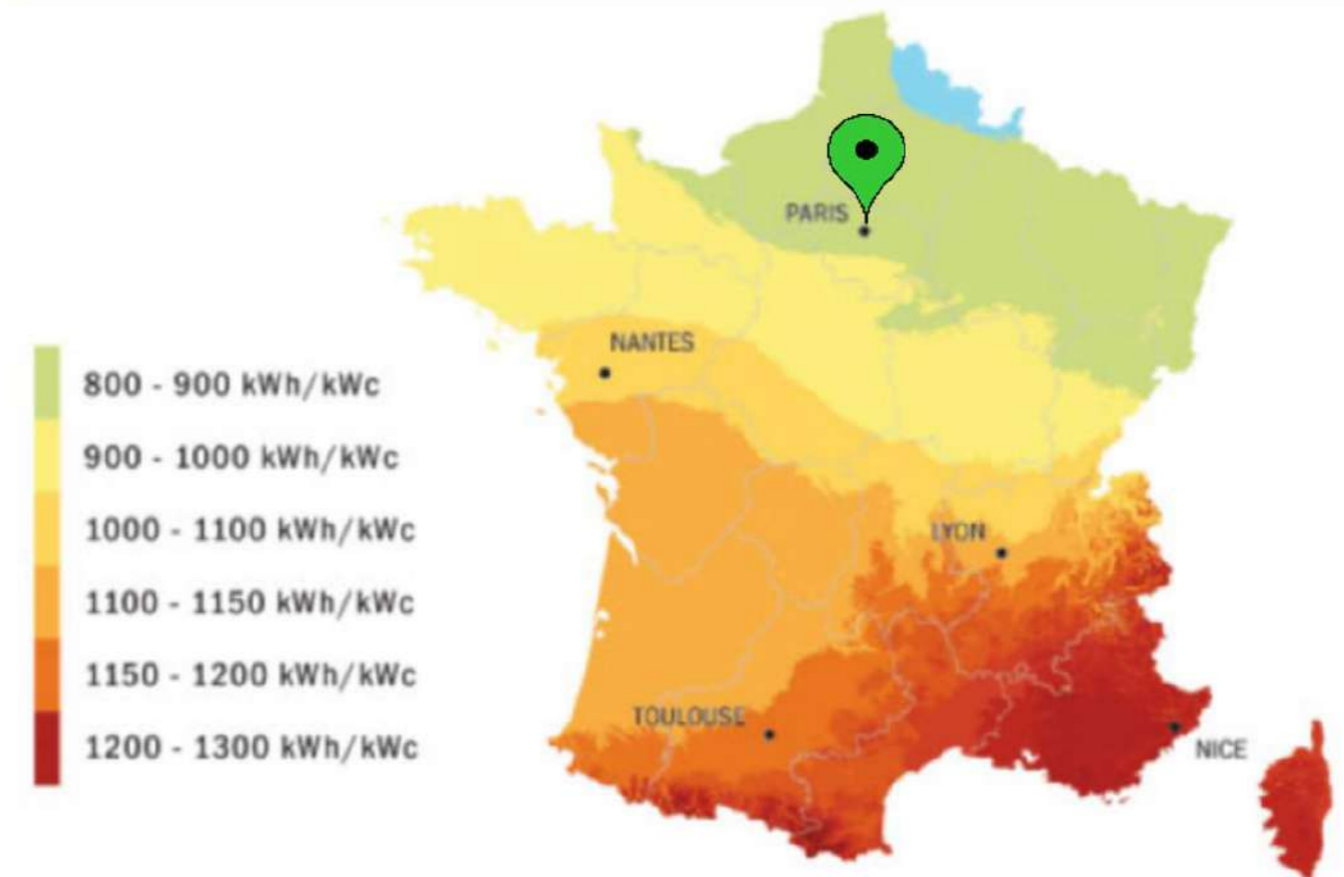 PARIS
NANTES
800 - 900 kWh/kWc
900 - 1000 kWh/kWc
1000 - 1100 kWh/kWc
LYON
1100 - 1150 kWh/kWc
1150 - 1200 kWh/kWc
TOULOUSE
1200 - 1300 kWh/kWc
NICE